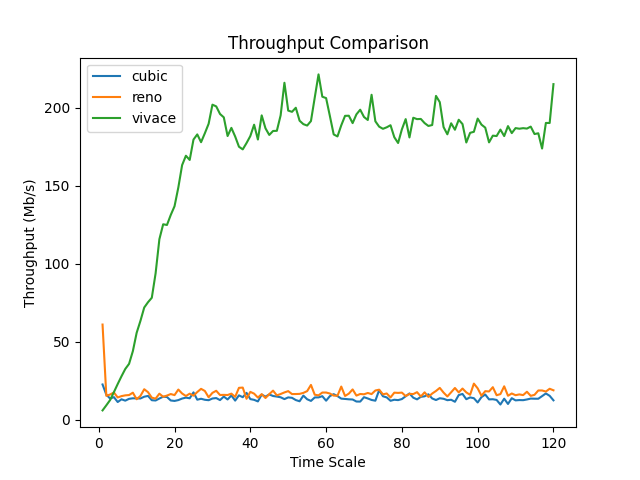 Throughput Comparison
cubic
reno
vivace
Throughput (Mb/s)
200
150
100
50
0
0 20 40 60 80 100 120
Time Scale